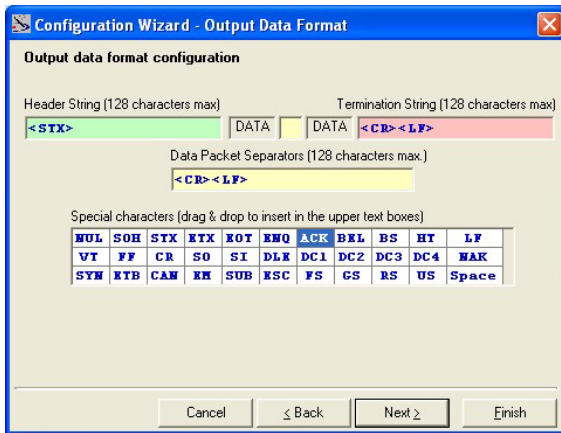 Configuration Wizard - Output Data Format
Output data format configuration
Header String (128 characters max) Termination String (128 characters max)
<STX> DATA DATA <CR><LF>
Data Packet Separators (128 characters max.)
<CR><LF>
Special characters (drag & drop to insert in the upper text boxes)
NUL SOH STX ETX EOT ENQ ACK BEL BS HT LF
VT FF CR SO SI DLE DC1 DC2 DC3 DC4 NAK
SYN ETB CAN EM SUB ESC FS GS RS US Space
Cancel < Back Next > Finish